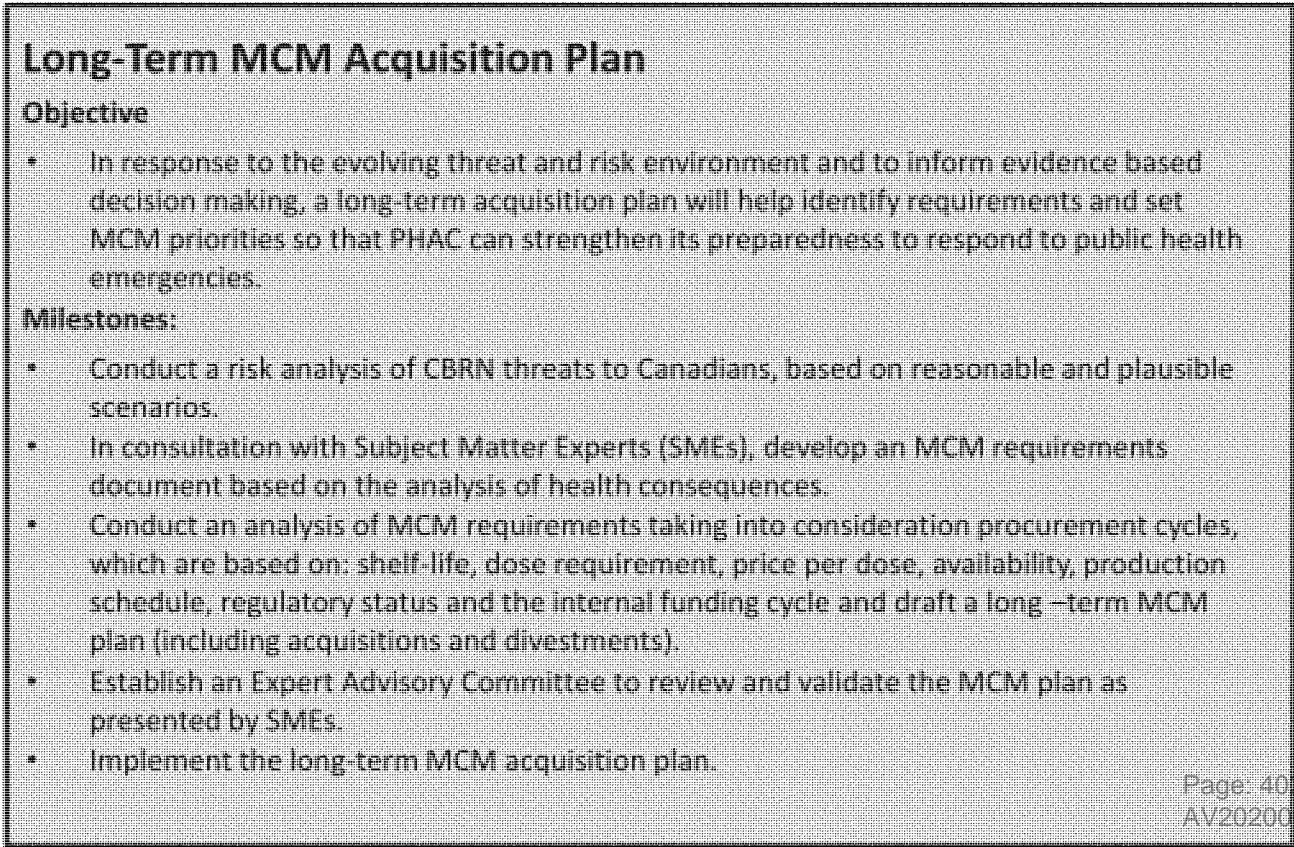 Long-Term MCM Acquisition Plan
Objective
• In response to the evolving threat and risk environment and to inform evidence based
decision making, a long-term acquisition plan will help identify requirements and set
MCM priorities so that PHAC can strengthen its preparedness to respond to public health
emergencies.
Milestones:
• Conduct a risk analysis of CBRN threats to Canadians, based on reasonable and plausible
scenarios.
• In consultation with Subject Matter Experts (SMEs), develop an MCM requirements
document based on the analysis of health consequences.
• Conduct an analysis of MCM requirements taking into consideration procurement cycles,
which are based on: shelf-life, dose requirement, price per dose, availability, production
schedule, regulatory status and the internal funding cycle and draft a long –term MCM
plan (including acquisitions and divestments).
• Establish an Expert Advisory Committee to review and validate the MCM plan as
presented by SMEs.
• Implement the long-term MCM acquisition plan.
Page: 40
AV20200